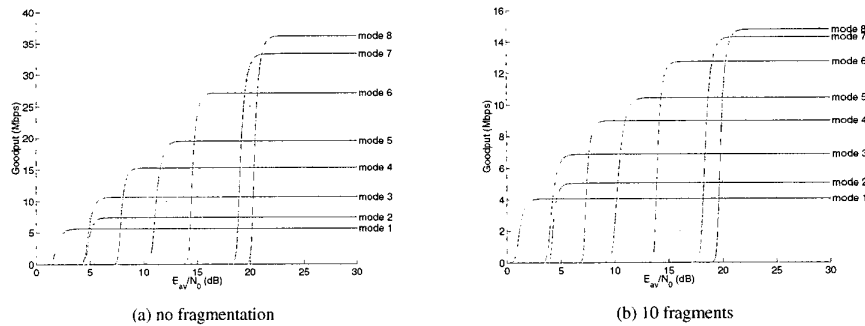 40
35
30
25
20
15
10
5
0
Goodput (Mbps)
mode 8
mode 7
mode 6
mode 5
mode 4
mode 3
mode 2
mode 1
0 5 10 15 20 25 30
E_av/N_0 (dB)
(a) no fragmentation
16
14
12
10
8
6
4
2
0
Goodput (Mbps)
mode 8
mode 7
mode 6
mode 5
mode 4
mode 3
mode 2
mode 1
0 5 10 15 20 25 30
E_av/N_0 (dB)
(b) 10 fragments